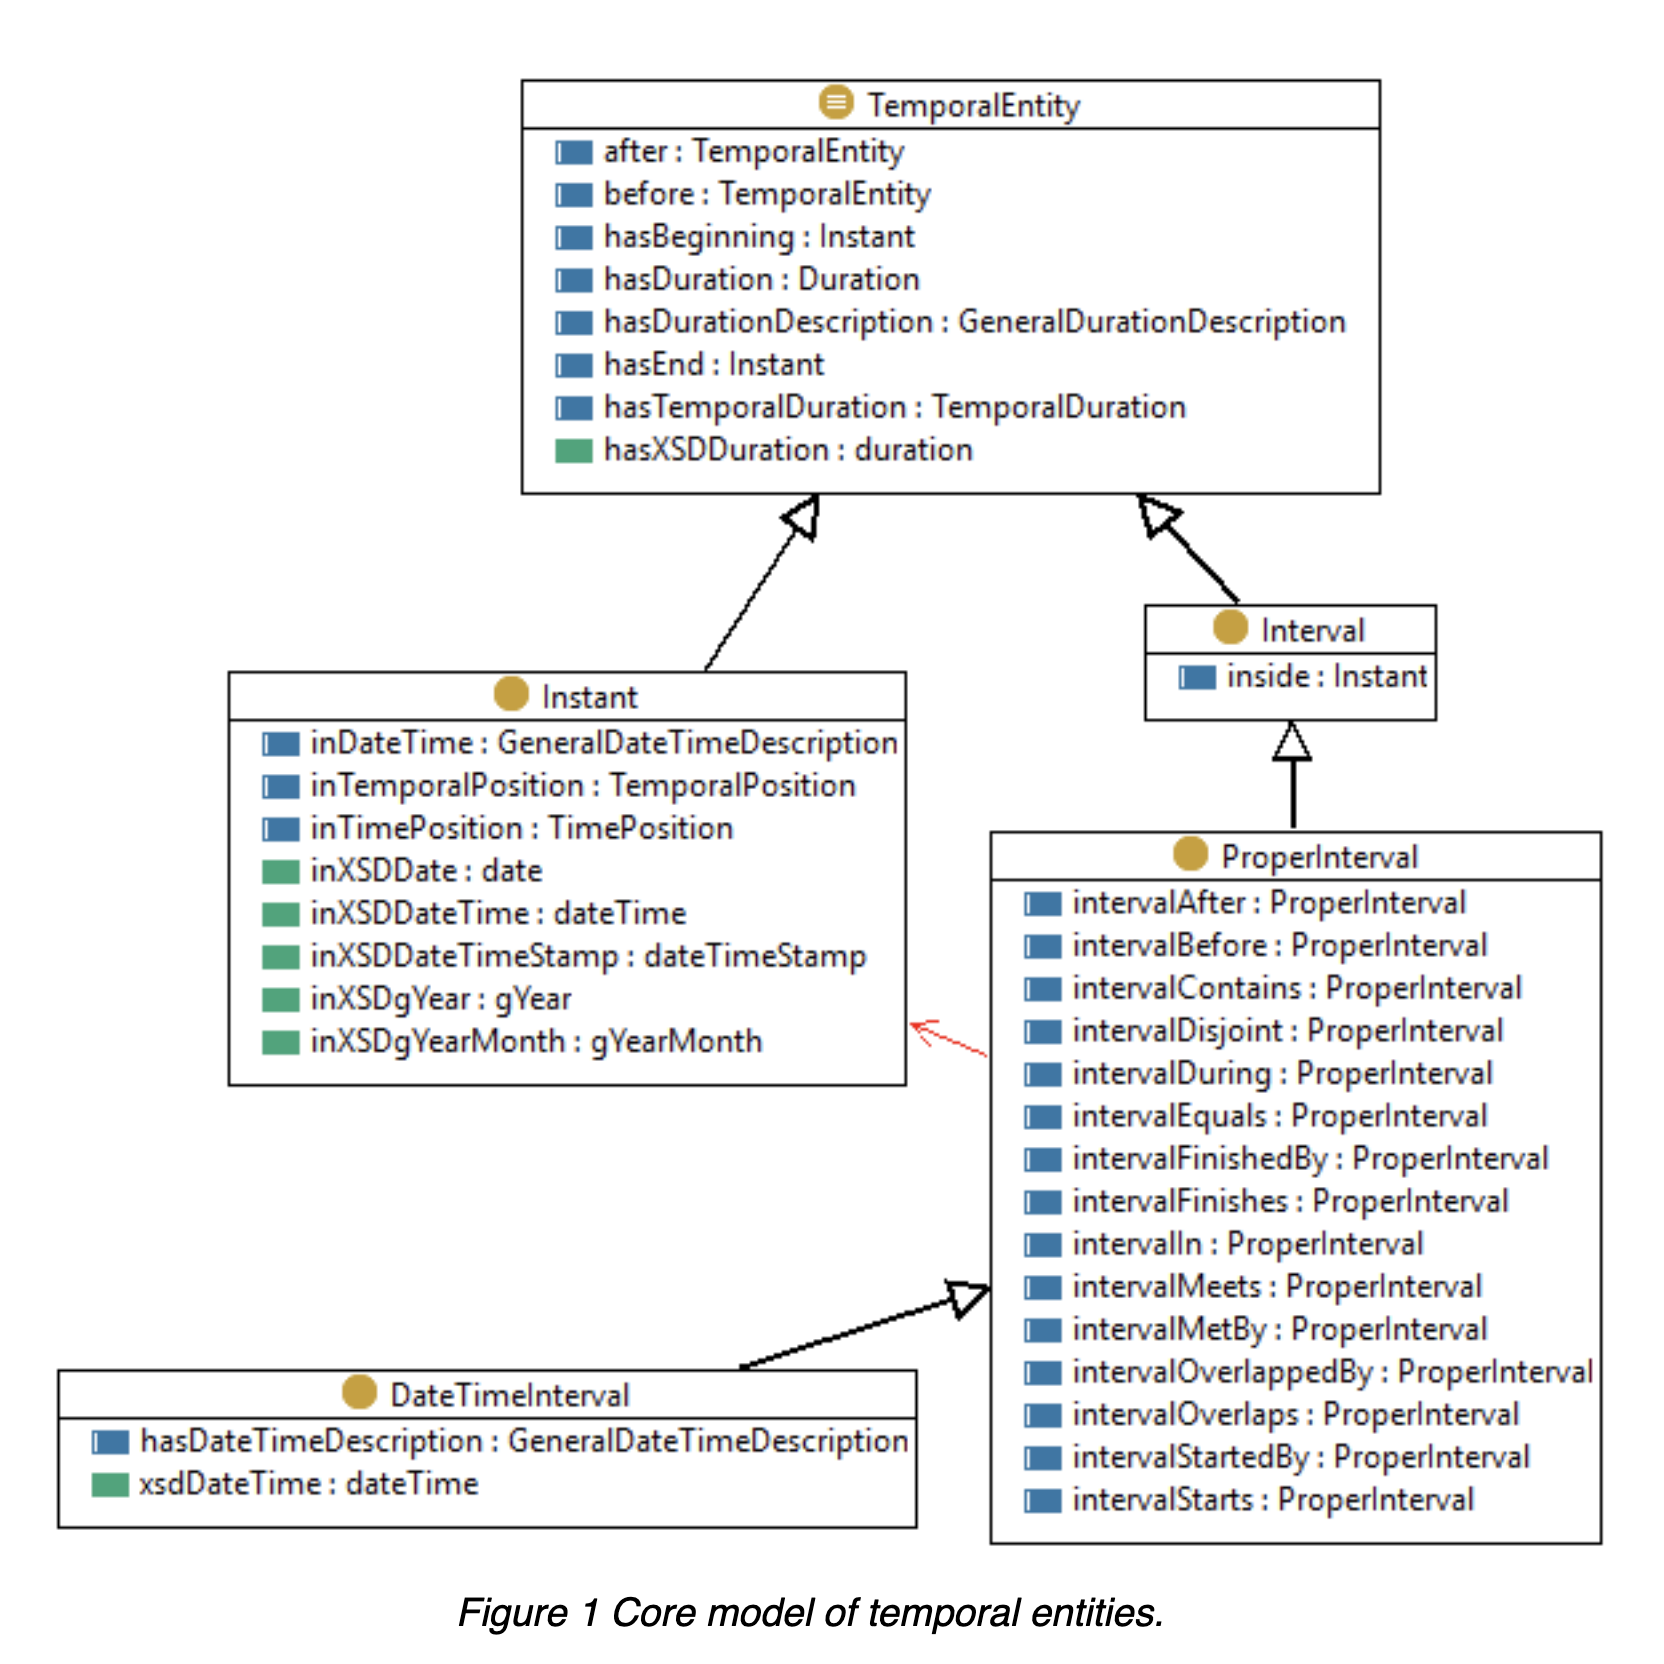 TemporalEntity
after : TemporalEntity
before : TemporalEntity
hasBeginning : Instant
hasDuration : Duration
hasDurationDescription : GeneralDurationDescription
hasEnd : Instant
hasTemporalDuration : TemporalDuration
hasXSDDuration : duration
Interval
inside : Instant
Instant
inDateTime : GeneralDateTimeDescription
inTemporalPosition : TemporalPosition
inTimePosition : TimePosition
inXSDDate : date
inXSDDateTime : dateTime
inXSDDateTimeStamp : dateTimeStamp
inXSDgYear : gYear
inXSDgYearMonth : gYearMonth
ProperInterval
intervalAfter : ProperInterval
intervalBefore : ProperInterval
intervalContains : ProperInterval
intervalDisjoint : ProperInterval
intervalDuring : ProperInterval
intervalEquals : ProperInterval
intervalFinishedBy : ProperInterval
intervalFinishes : ProperInterval
intervalIn : ProperInterval
intervalMeets : ProperInterval
intervalMetBy : ProperInterval
intervalOverlappedBy : ProperInterval
intervalOverlaps : ProperInterval
intervalStartedBy : ProperInterval
intervalStarts : ProperInterval
DateTimeInterval
hasDateTimeDescription : GeneralDateTimeDescription
xsdDateTime : dateTime
Figure 1 Core model of temporal entities.